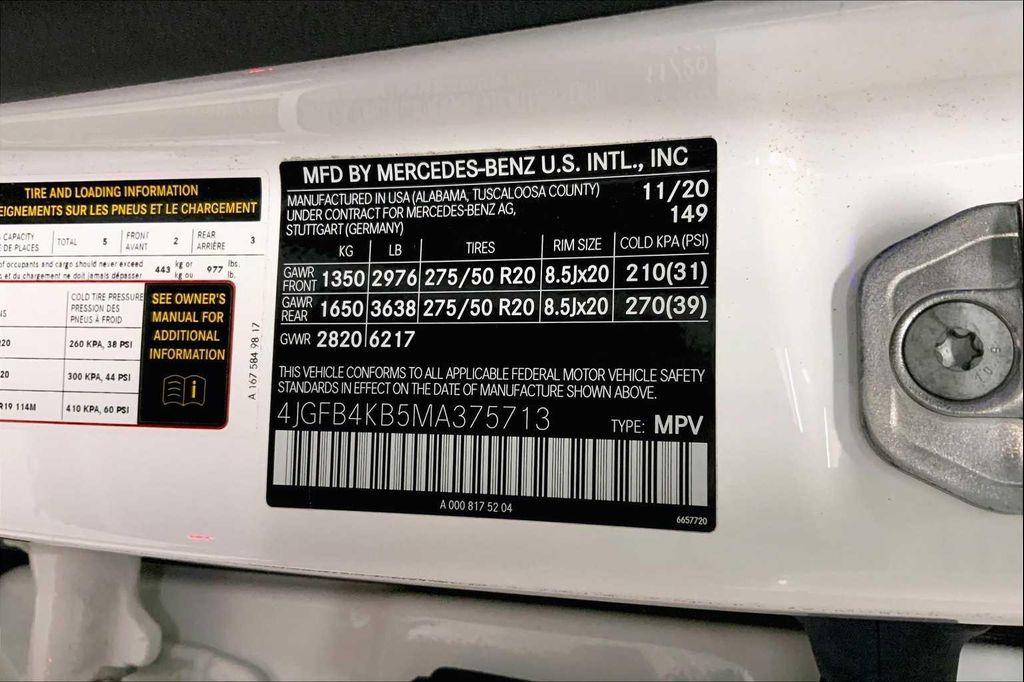 TIRE AND LOADING INFORMATION
EIGNEMENTS SUR LES PNEUS ET LE CHARGEMENT
CAPACITY
DE PLACES
TOTAL 5
FRONT
AVANT 2
REAR
ARRIÈRE 3
of occupants and cargo should never exceed
et du chargement ne doit jamais dépasser
443 kg or
kg ou
977 lbs.
lb.
COLD TIRE PRESSURE
PRESSION DES
PNEUS À FROID
20 260 KPA, 38 PSI
20 300 KPA, 44 PSI
R19 114M 410 KPA, 60 PSI
SEE OWNER'S
MANUAL FOR
ADDITIONAL
INFORMATION
i
A 167 584 98 17
MFD BY MERCEDES-BENZ U.S. INTL., INC
MANUFACTURED IN USA (ALABAMA, TUSCALOOSA COUNTY) 11/20
UNDER CONTRACT FOR MERCEDES-BENZ AG, 149
STUTTGART (GERMANY)
KG LB TIRES RIM SIZE COLD KPA (PSI)
GAWR
FRONT 1350 2976 275/50 R20 8.5Jx20 210(31)
GAWR
REAR 1650 3638 275/50 R20 8.5Jx20 270(39)
GVWR 2820 6217
THIS VEHICLE CONFORMS TO ALL APPLICABLE FEDERAL MOTOR VEHICLE SAFETY
STANDARDS IN EFFECT ON THE DATE OF MANUFACTURE SHOWN ABOVE.
4JGFB4KB5MA375713 TYPE: MPV
A 000 817 52 04
6657720
11/20